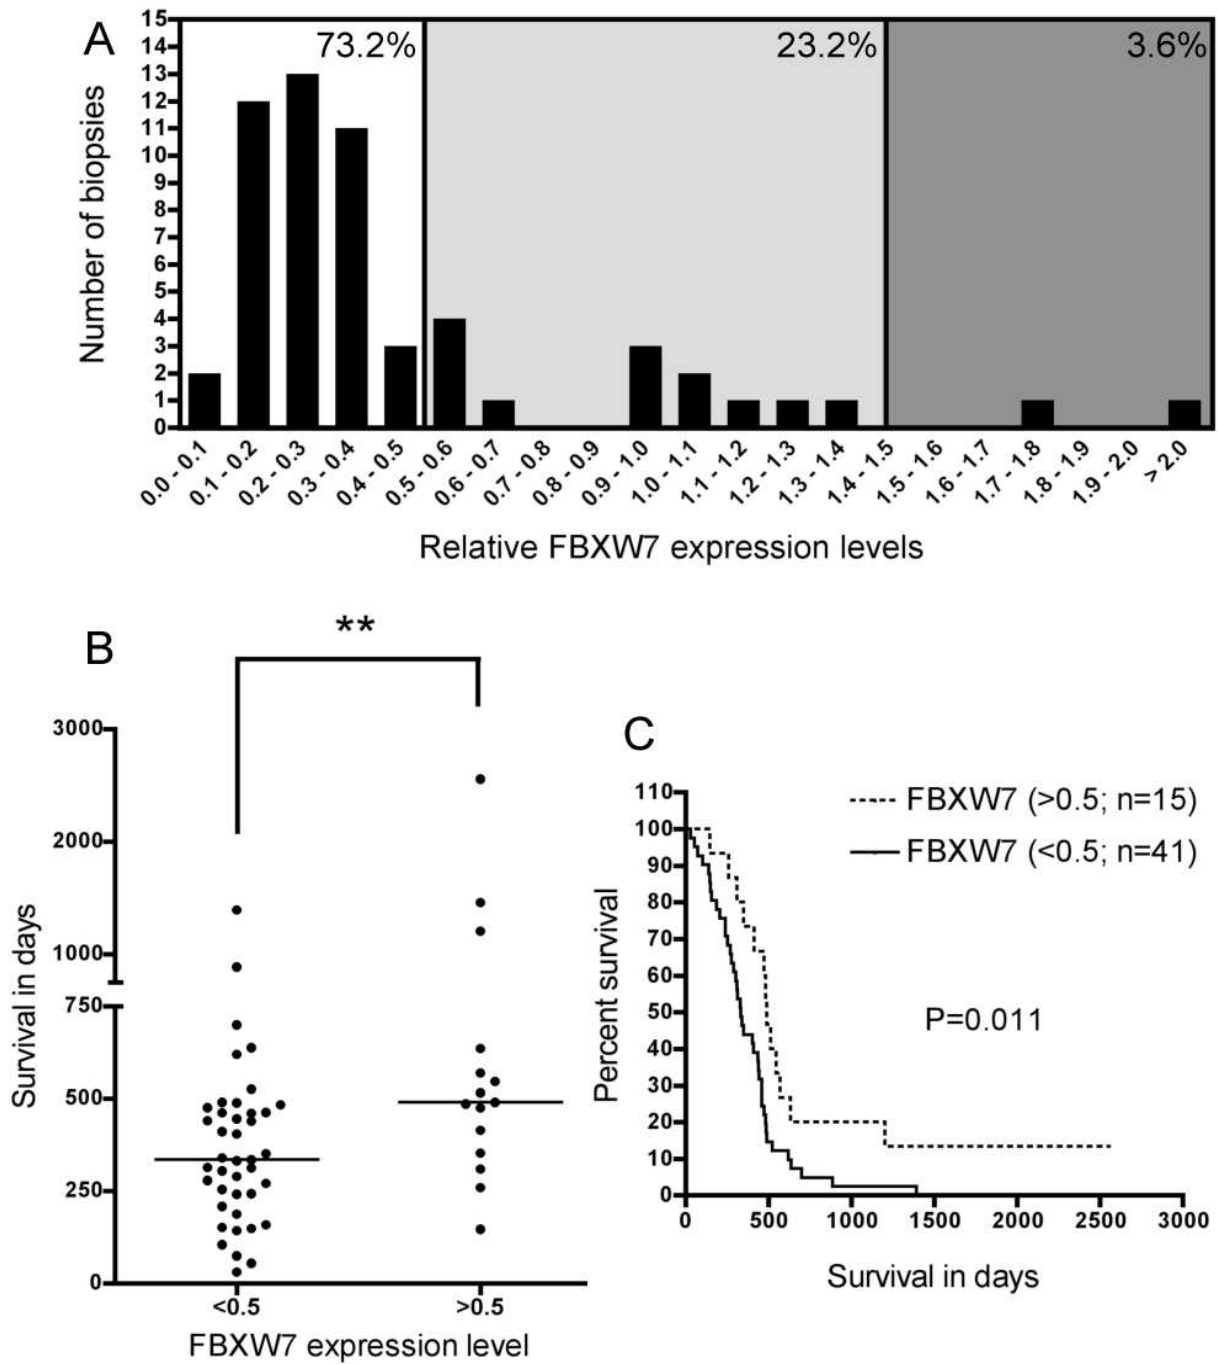 A
73.2%
23.2%
3.6%
Number of biopsies
15
14
13
12
11
10
9
8
7
6
5
4
3
2
1
0
0.0 - 0.1
0.1 - 0.2
0.2 - 0.3
0.3 - 0.4
0.4 - 0.5
0.5 - 0.6
0.6 - 0.7
0.7 - 0.8
0.8 - 0.9
0.9 - 1.0
1.0 - 1.1
1.1 - 1.2
1.2 - 1.3
1.3 - 1.4
1.4 - 1.5
1.5 - 1.6
1.6 - 1.7
1.7 - 1.8
1.8 - 1.9
1.9 - 2.0
> 2.0
Relative FBXW7 expression levels
B
**
Survival in days
3000
2000
1000
750
500
250
0
<0.5
>0.5
FBXW7 expression level
C
FBXW7 (>0.5; n=15)
FBXW7 (<0.5; n=41)
P=0.011
Percent survival
110
100
90
80
70
60
50
40
30
20
10
0
0
500
1000
1500
2000
2500
3000
Survival in days